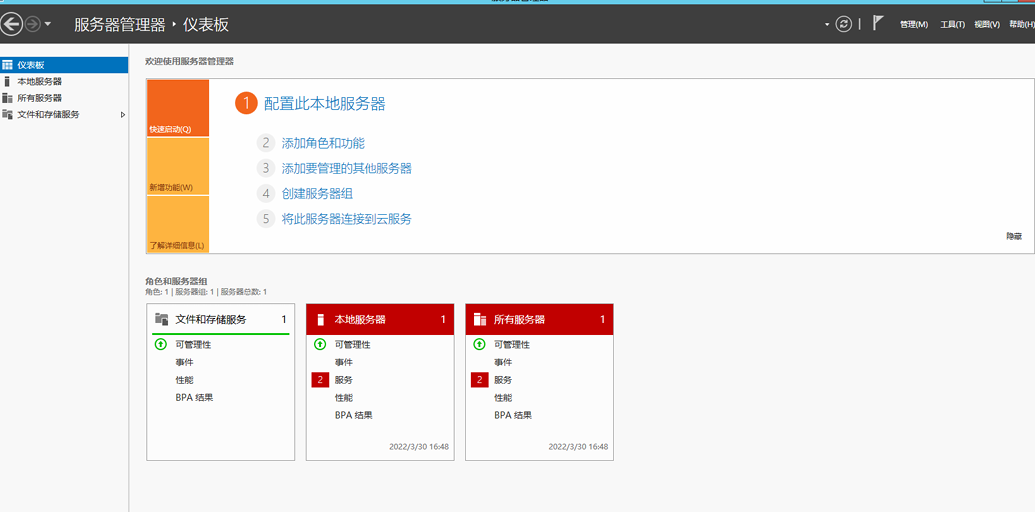 服务器管理器 · 仪表板
管理(M) 工具(T) 视图(V) 帮助(H)
仪表板
本地服务器
所有服务器
文件和存储服务
欢迎使用服务器管理器
快速启动(Q)
新增功能(W)
了解详细信息(L)
1 配置此本地服务器
2 添加角色和功能
3 添加要管理的其他服务器
4 创建服务器组
5 将此服务器连接到云服务
隐藏
角色和服务器组
角色: 1 | 服务器组: 1 | 服务器总数: 1
文件和存储服务 1
可管理性
事件
性能
BPA 结果
本地服务器 1
可管理性
事件
2 服务
性能
BPA 结果
2022/3/30 16:48
所有服务器 1
可管理性
事件
2 服务
性能
BPA 结果
2022/3/30 16:48